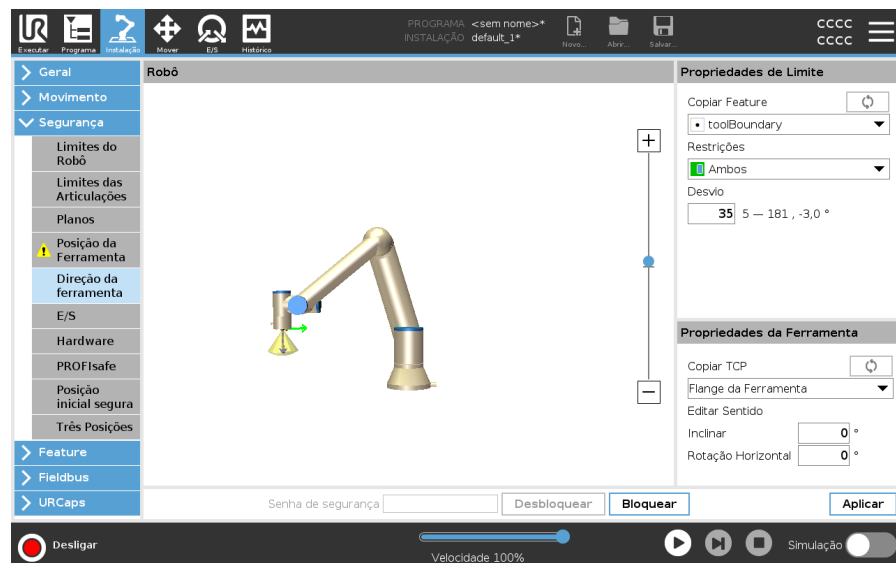 PROGRAMA <sem nome>*
INSTALAÇÃO default_1*
CCCC
CCCC
Executar
Programa
Instalação
Mover
E/S
Histórico
Novo...
Abrir...
Salvar...
Geral
Movimento
Segurança
Limites do
Robô
Limites das
Articulações
Planos
Posição da
Ferramenta
Direção da
ferramenta
E/S
Hardware
PROFIsafe
Posição
inicial segura
Três Posições
Feature
Fieldbus
URCaps
Robô
+
−
Propriedades de Limite
Copiar Feature
toolBoundary
Restrições
Ambos
Desvio
35 5 — 181 , -3,0 °
Propriedades da Ferramenta
Copiar TCP
Flange da Ferramenta
Editar Sentido
Inclinar 0 °
Rotação Horizontal 0 °
Senha de segurança Desbloquear Bloquear Aplicar
Desligar
Velocidade 100%
Simulação